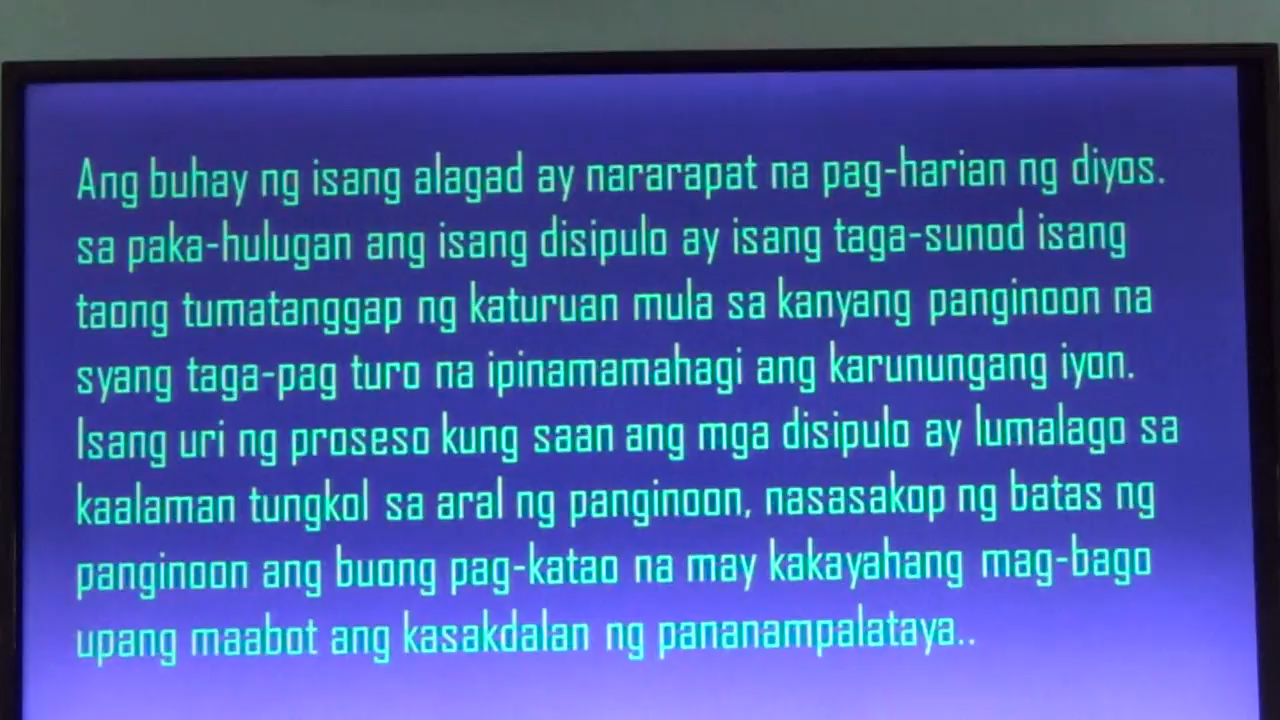 Ang buhay ng isang alagad ay nararapat na pag-harian ng diyos.
sa paka-hulugan ang isang disipulo ay isang taga-sunod isang
taong tumatanggap ng katuruan mula sa kanyang panginoon na
syang taga-pag turo na ipinamamahagi ang karunungang iyon.
Isang uri ng proseso kung saan ang mga disipulo ay lumalago sa
kaalaman tungkol sa aral ng panginoon, nasasakop ng batas ng
panginoon ang buong pag-katao na may kakayahang mag-bago
upang maabot ang kasakdalan ng pananampalataya..